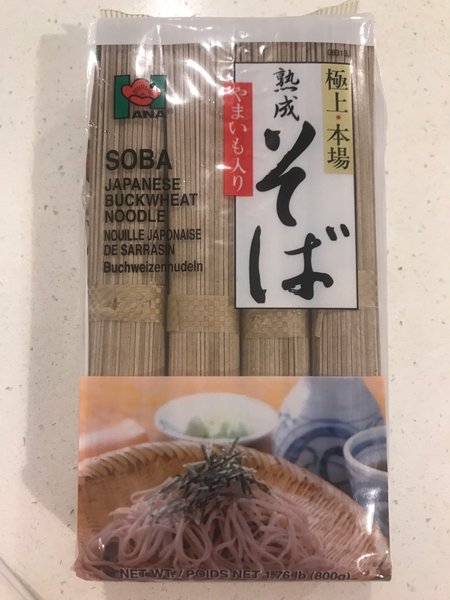 極上・本場
熟成
そば
やまいも入り
HANA
SOBA
JAPANESE
BUCKWHEAT
NOODLE
NOUILLE JAPONAISE
DE SARRASIN
Buchweizennudeln
NET WT. / POIDS NET 1.76 lb (800g)